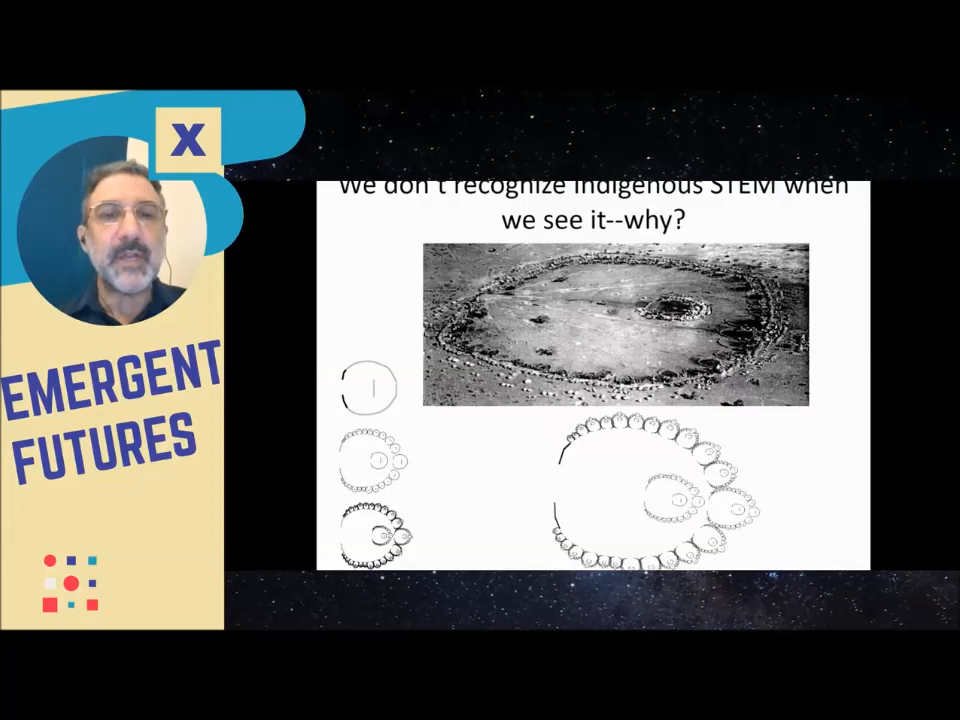 X
EMERGENT
FUTURES
We don't recognize Indigenous STEM when
we see it--why?